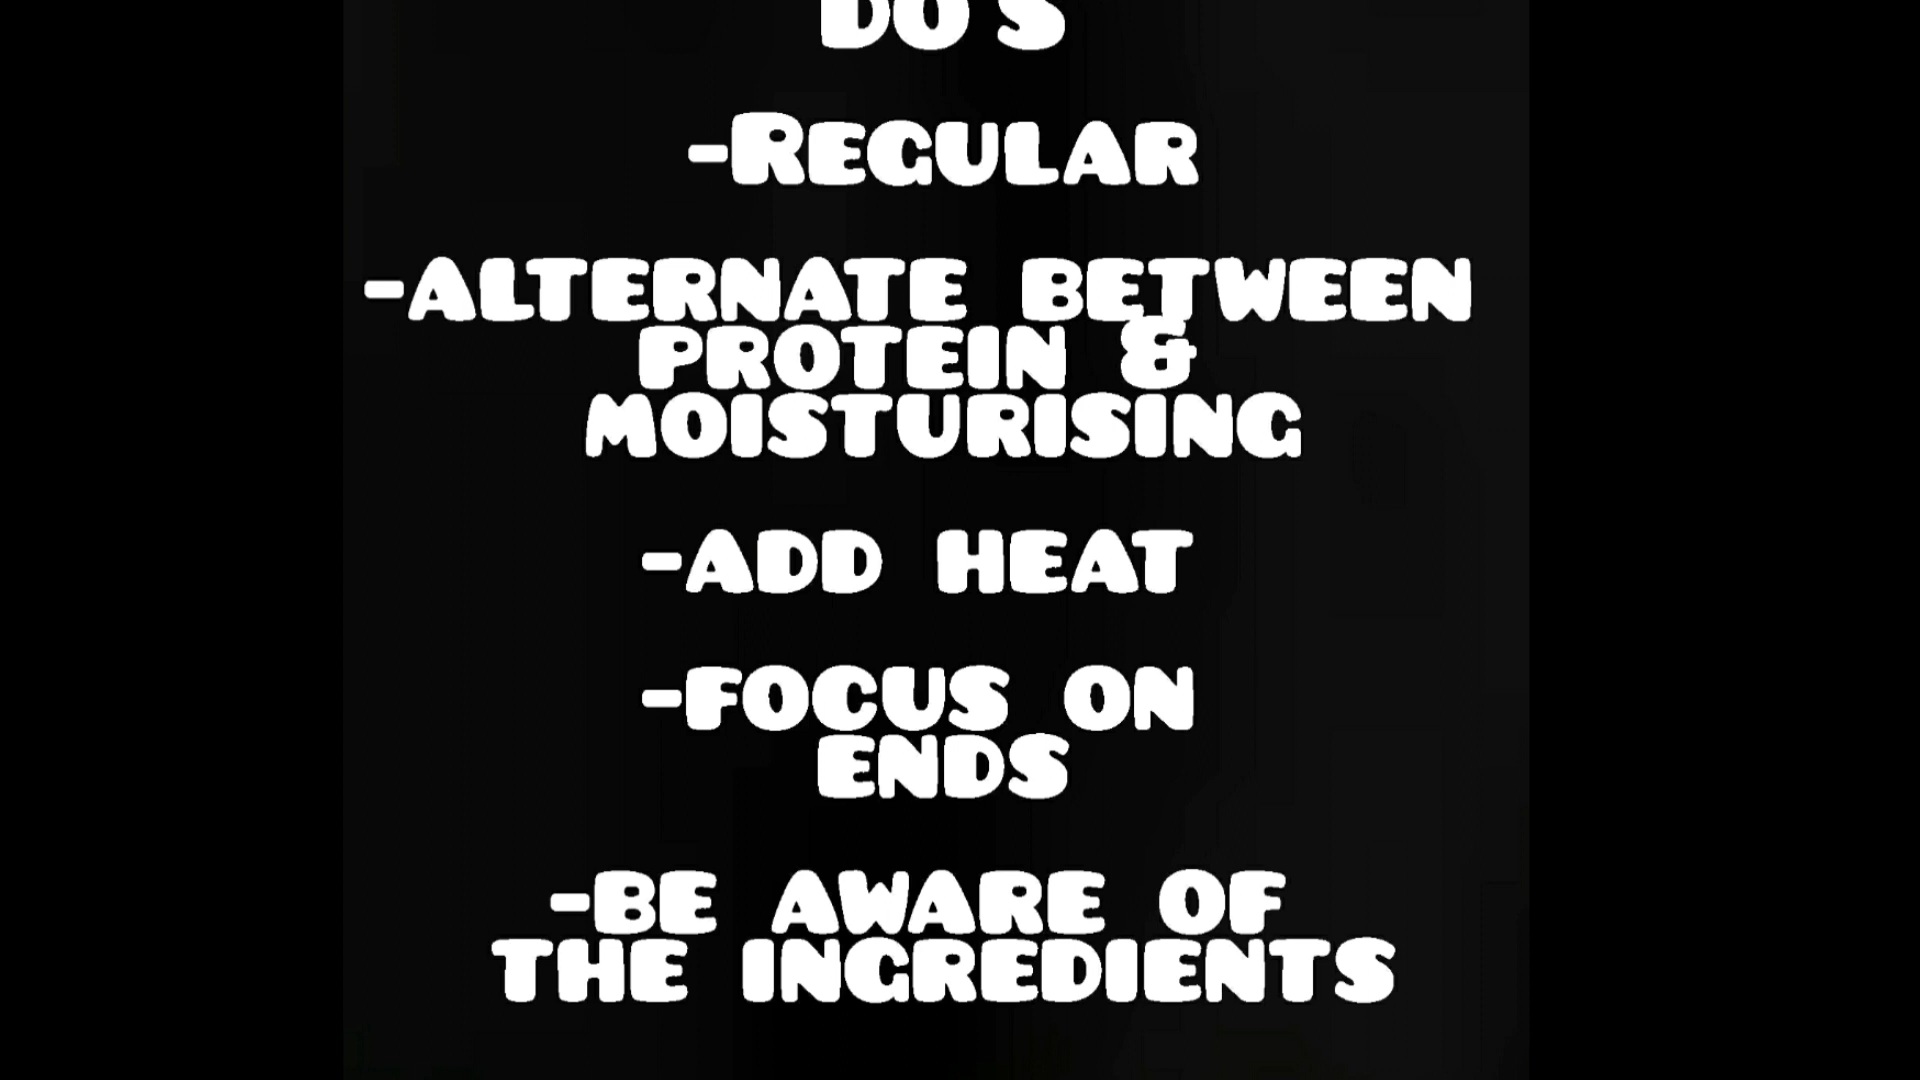 DO'S
-REGULAR
-ALTERNATE BETWEEN
PROTEIN &
MOISTURISING
-ADD HEAT
-FOCUS ON
ENDS
-BE AWARE OF
THE INGREDIENTS